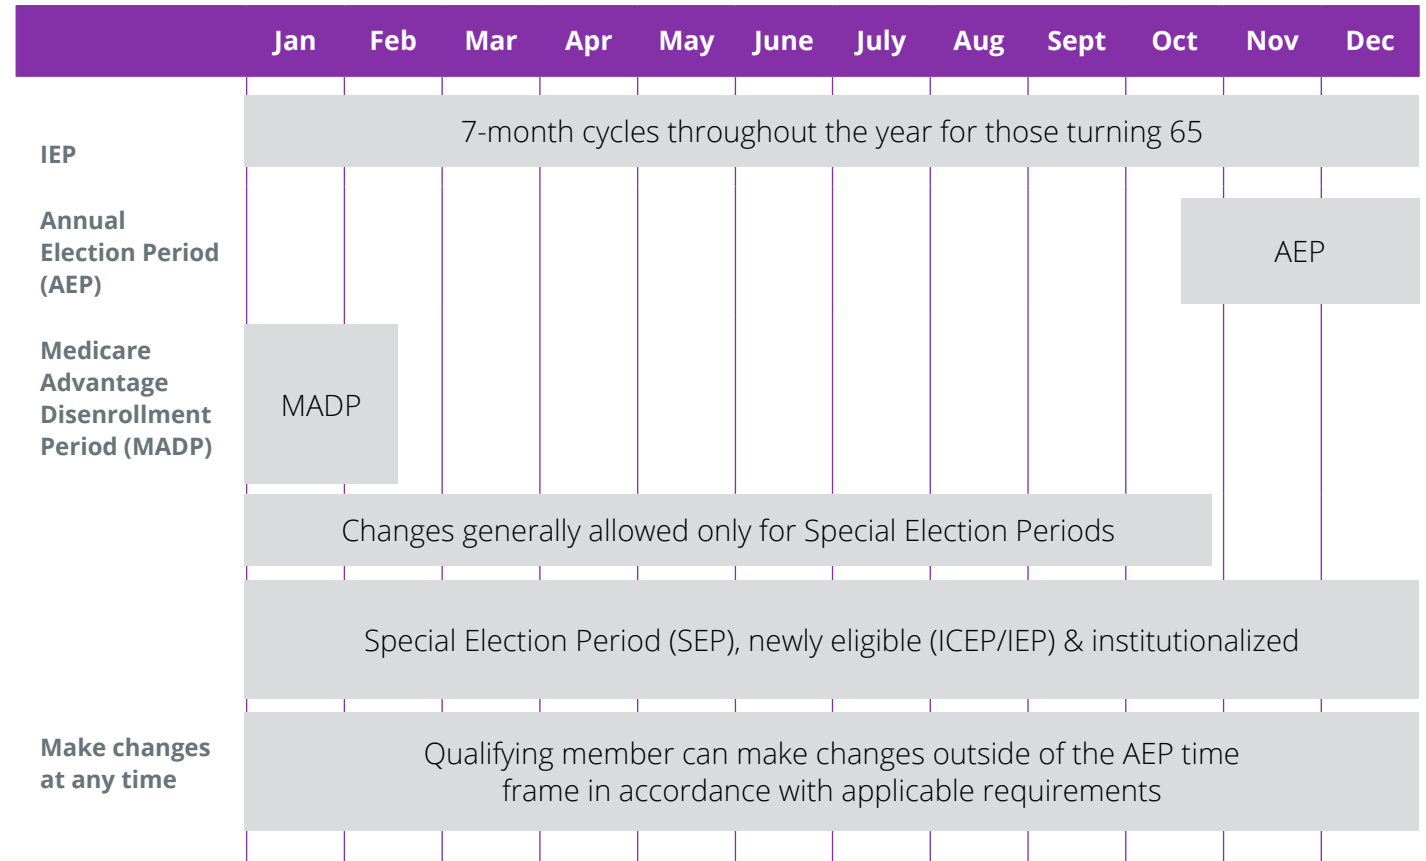 Jan Feb Mar Apr May June July Aug Sept Oct Nov Dec
IEP
7-month cycles throughout the year for those turning 65
Annual
Election Period
(AEP)
AEP
Medicare
Advantage
Disenrollment
Period (MADP)
MADP
Changes generally allowed only for Special Election Periods
Special Election Period (SEP), newly eligible (ICEP/IEP) & institutionalized
Make changes
at any time
Qualifying member can make changes outside of the AEP time
frame in accordance with applicable requirements